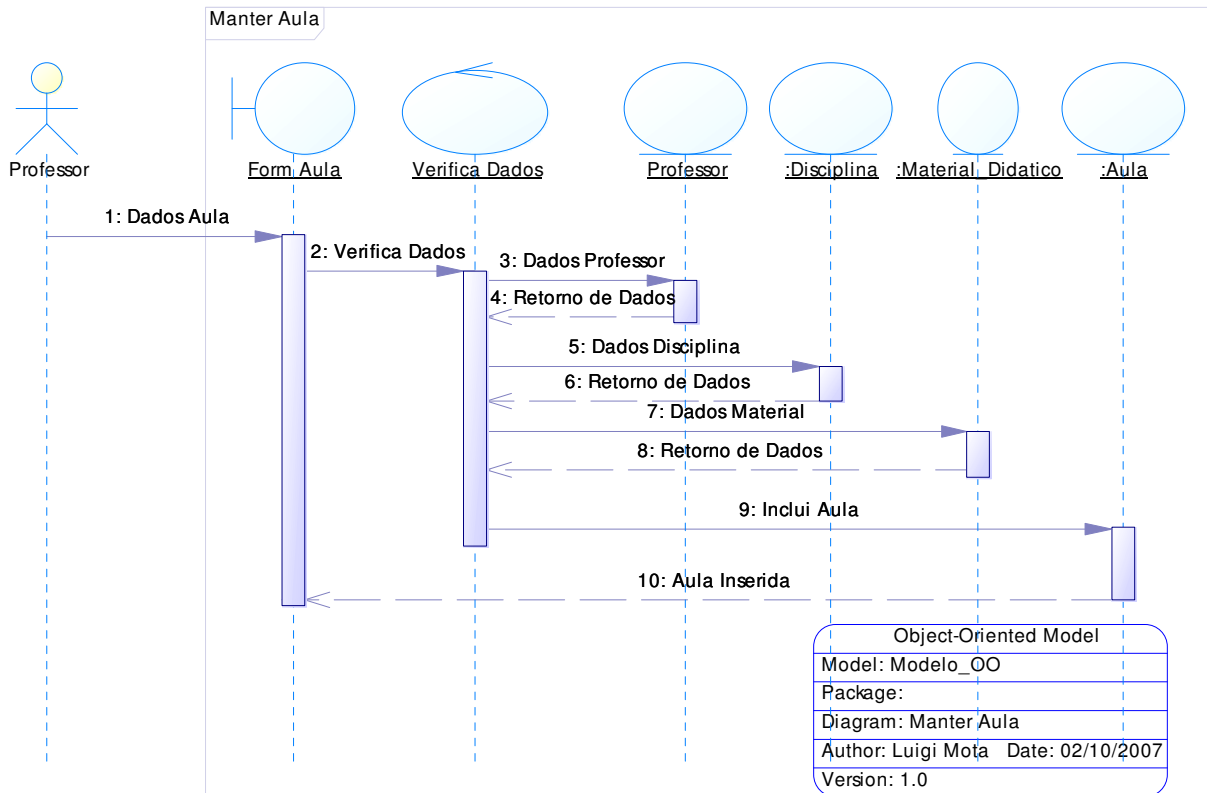 Manter Aula
Professor
Form Aula
Verifica Dados
Professor
:Disciplina
:Material_Didatico
:Aula
1: Dados Aula
2: Verifica Dados
3: Dados Professor
4: Retorno de Dados
5: Dados Disciplina
6: Retorno de Dados
7: Dados Material
8: Retorno de Dados
9: Inclui Aula
10: Aula Inserida
Object-Oriented Model
Model: Modelo_OO
Package:
Diagram: Manter Aula
Author: Luigi Mota Date: 02/10/2007
Version: 1.0